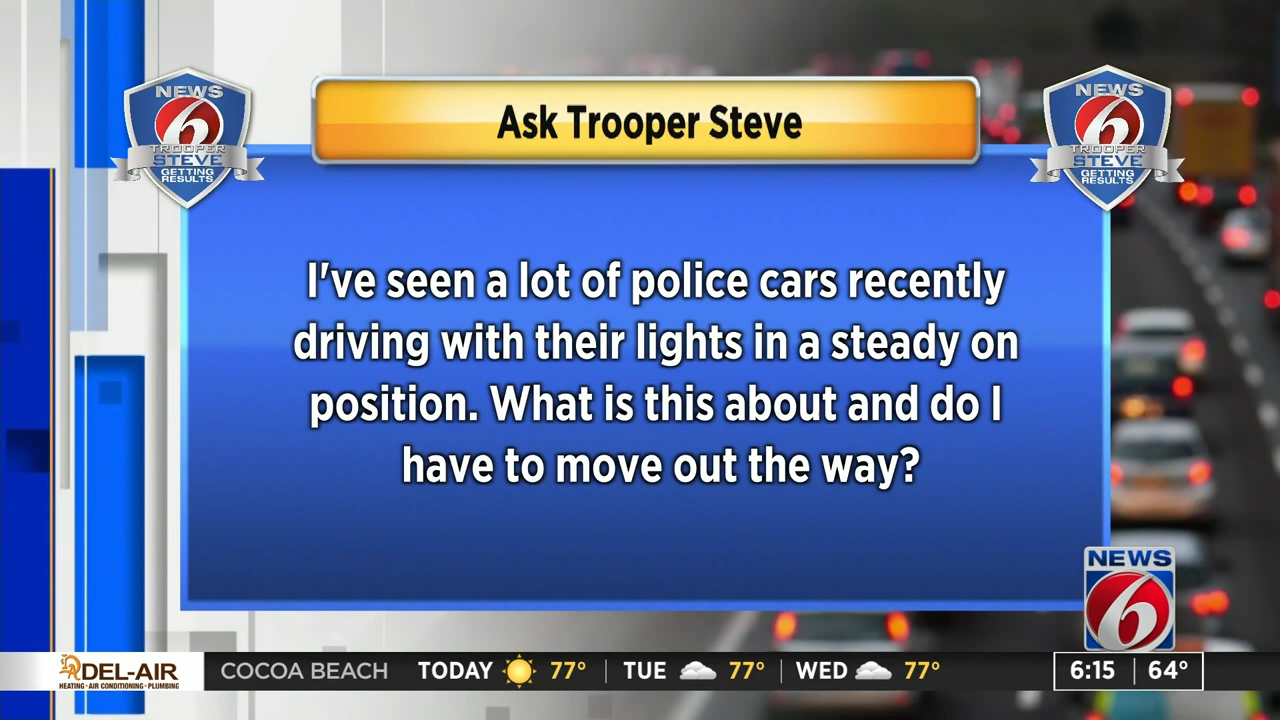 NEWS
6
TROOPER
STEVE
GETTING
RESULTS
Ask Trooper Steve
NEWS
6
TROOPER
STEVE
GETTING
RESULTS
I've seen a lot of police cars recently
driving with their lights in a steady on
position. What is this about and do I
have to move out the way?
NEWS
6
DEL-AIR
HEATING • AIR CONDITIONING • PLUMBING
COCOA BEACH TODAY 77° TUE 77° WED 77°
6:15 64°